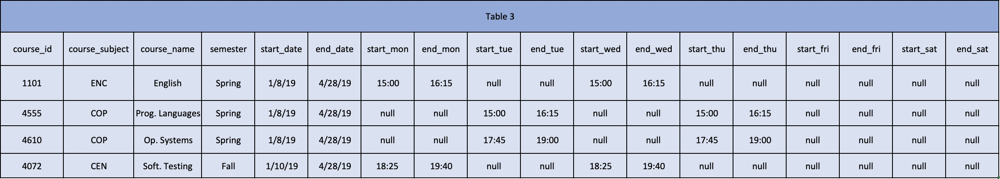 Table 3
course_id course_subject course_name semester start_date end_date start_mon end_mon start_tue end_tue start_wed end_wed start_thu end_thu start_fri end_fri start_sat end_sat
1101 ENC English Spring 1/8/19 4/28/19 15:00 16:15 null null 15:00 16:15 null null null null null null
4555 COP Prog. Languages Spring 1/8/19 4/28/19 null null 15:00 16:15 null null 15:00 16:15 null null null null
4610 COP Op. Systems Spring 1/8/19 4/28/19 null null 17:45 19:00 null null 17:45 19:00 null null null null
4072 CEN Soft. Testing Fall 1/10/19 4/28/19 18:25 19:40 null null 18:25 19:40 null null null null null null